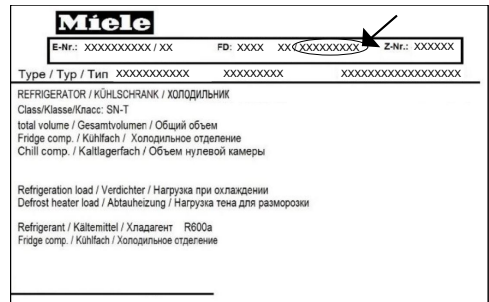 Miele
E-Nr.: XXXXXXXXXX / XX FD: XXXX XX / XXXXXXXXX Z-Nr.: XXXXXX
Type / Typ / Тип XXXXXXXXXXX XXXXXXXXX XXXXXXXXXXXXXXXXXX
REFRIGERATOR / KÜHLSCHRANK / ХОЛОДИЛЬНИК
Class/Klasse/Класс: SN-T
total volume / Gesamtvolumen / Общий объем
Fridge comp. / Kühlfach / Холодильное отделение
Chill comp. / Kaltlagerfach / Объем нулевой камеры
Refrigeration load / Verdichter / Нагрузка при охлаждении
Defrost heater load / Abtauheizung / Нагрузка тена для разморозки
Refrigerant / Kältemittel / Хладагент R600a
Fridge comp. / Kühlfach / Холодильное отделение